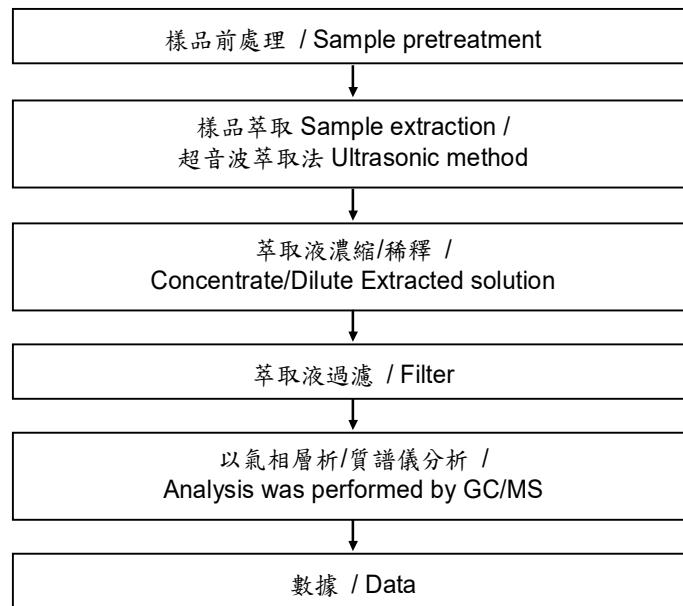 樣品前處理 / Sample pretreatment
樣品萃取 Sample extraction /
超音波萃取法 Ultrasonic method
萃取液濃縮/稀釋 /
Concentrate/Dilute Extracted solution
萃取液過濾 / Filter
以氣相層析/質譜儀分析 /
Analysis was performed by GC/MS
數據 / Data